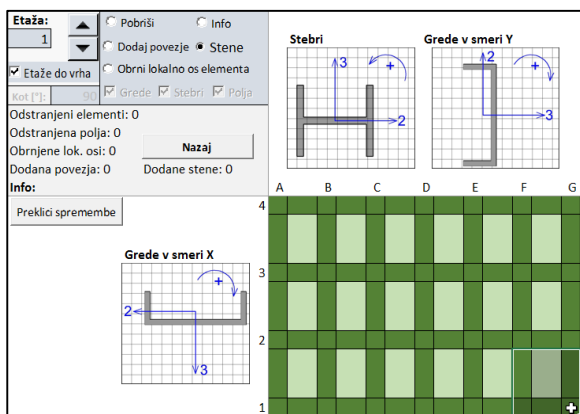 Etaža:
1
Pobriši
Info
Dodaj povezje
Stene
Obrni lokalno os elementa
Etaže do vrha
Kot [°]:
90
Grede
Stebri
Polja
Odstranjeni elementi: 0
Odstranjena polja: 0
Obrnjene lok. osi: 0
Nazaj
Dodana povezja: 0
Dodane stene: 0
Info:
Preklici spremembe
Stebri
3
+
2
Grede v smeri Y
2
+
3
Grede v smeri X
+
2
3
A B C D E F G
4
3
2
1